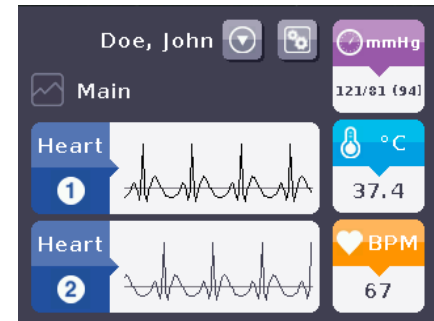 Doe, John
mmHg
121/81 (94)
Main
Heart
1
°C
37.4
Heart
2
BPM
67